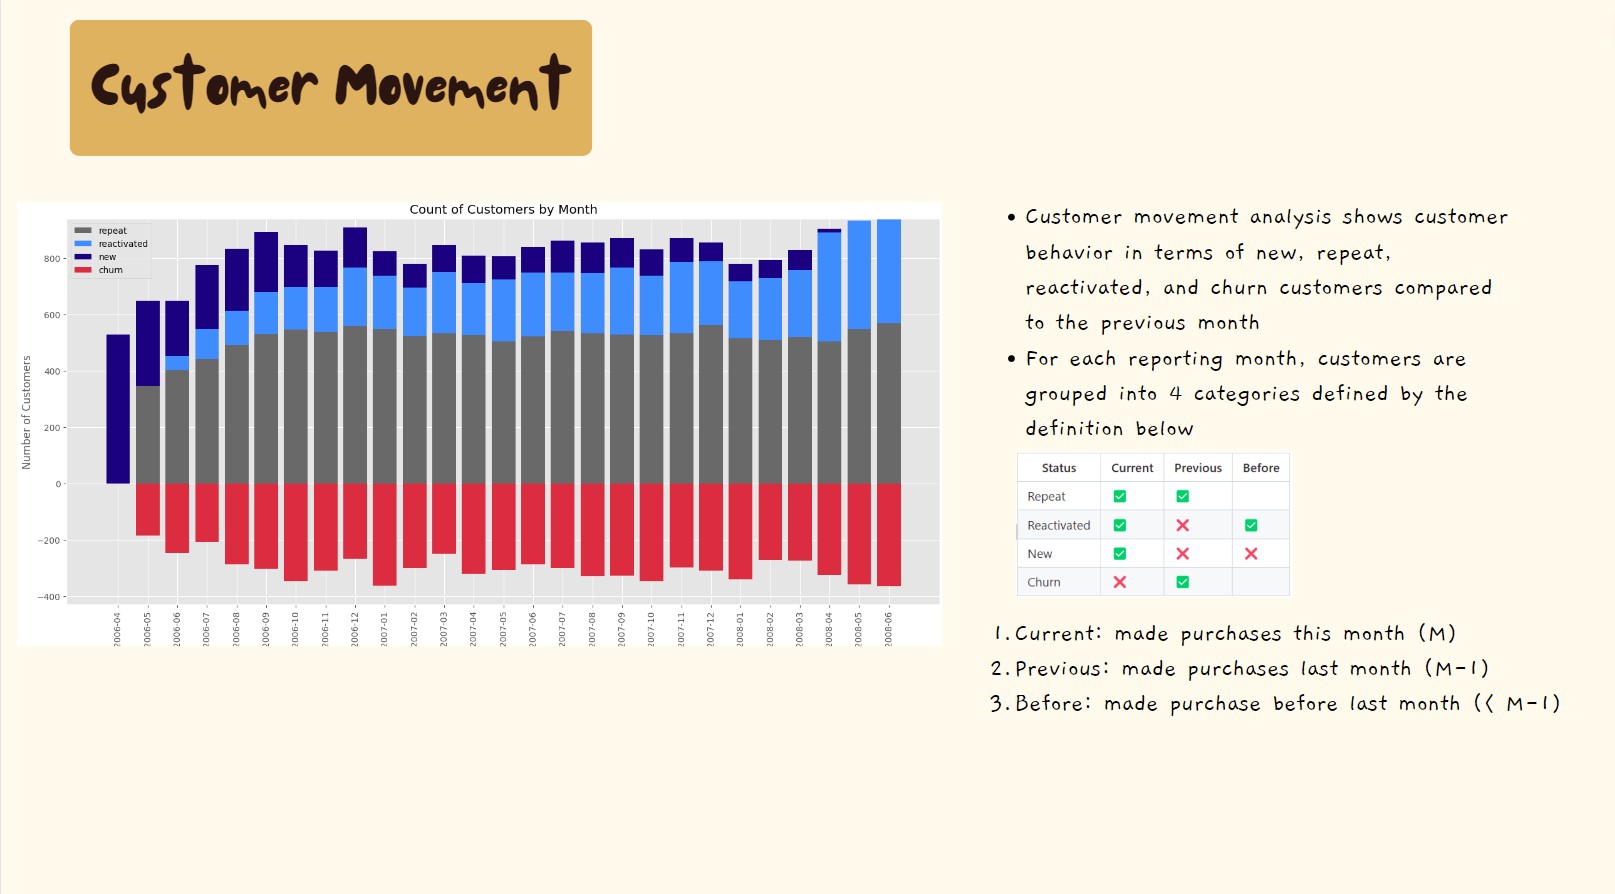 Customer Movement
Count of Customers by Month
repeat
reactivated
new
churn
Number of Customers
800
600
400
200
0
−200
−400
2006-04
2006-05
2006-06
2006-07
2006-08
2006-09
2006-10
2006-11
2006-12
2007-01
2007-02
2007-03
2007-04
2007-05
2007-06
2007-07
2007-08
2007-09
2007-10
2007-11
2007-12
2008-01
2008-02
2008-03
2008-04
2008-05
2008-06
• Customer movement analysis shows customer
behavior in terms of new, repeat,
reactivated, and churn customers compared
to the previous month
• For each reporting month, customers are
grouped into 4 categories defined by the
definition below
Status Current Previous Before
Repeat
Reactivated
New
Churn
1. Current: made purchases this month (M)
2. Previous: made purchases last month (M-1)
3. Before: made purchase before last month (< M-1)